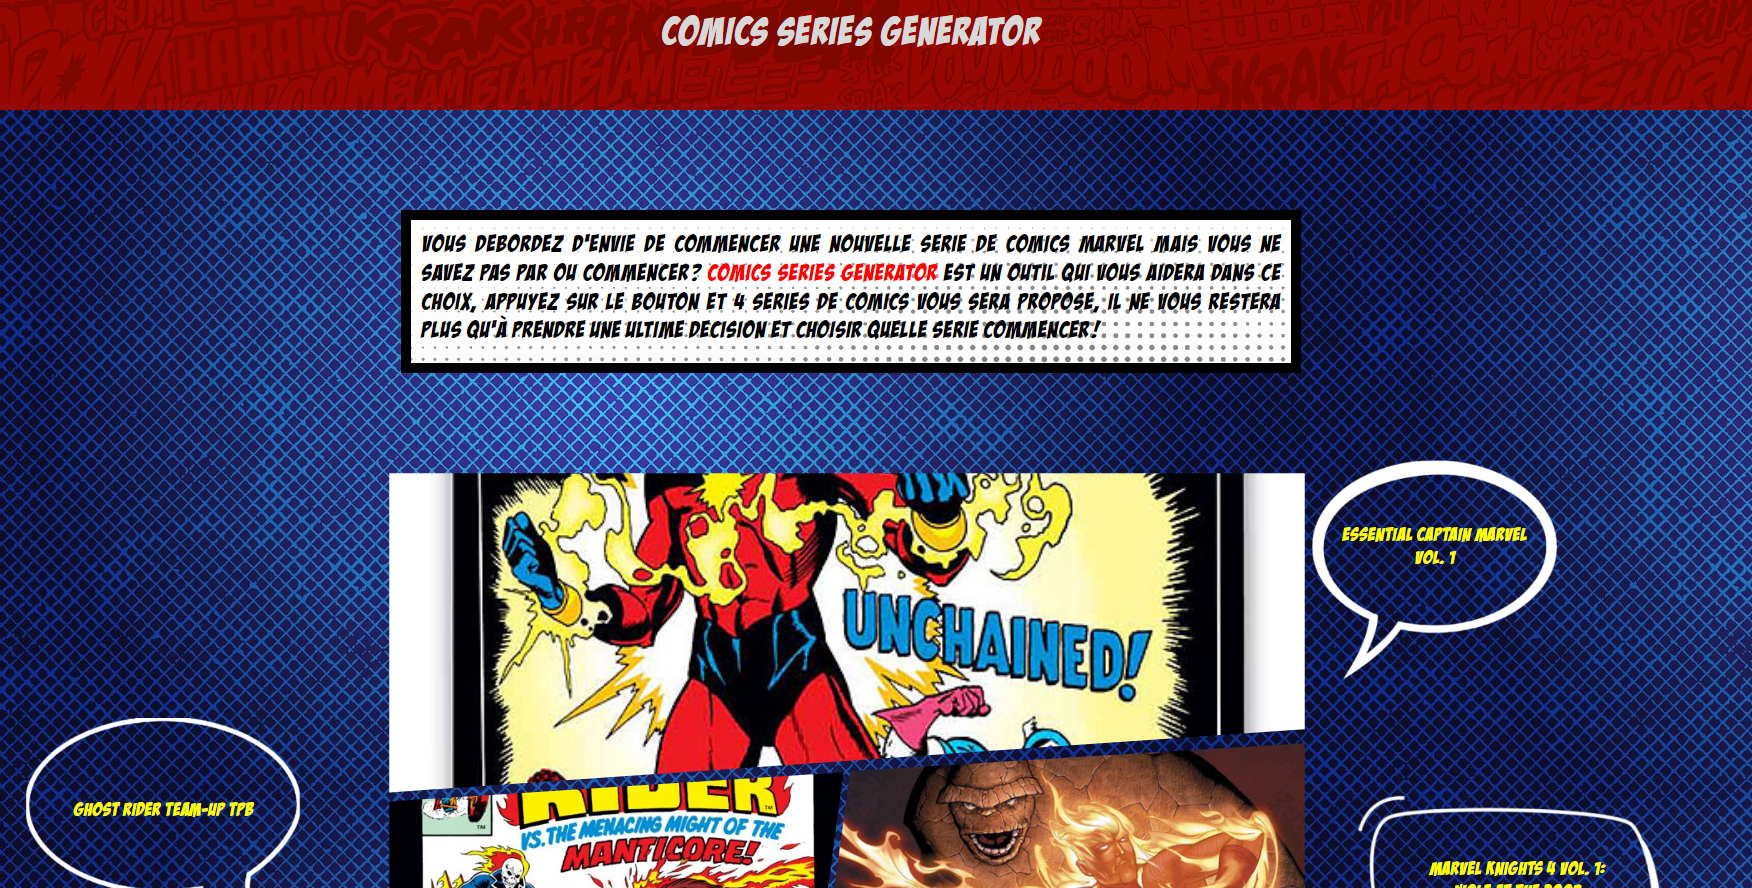 COMICS SERIES GENERATOR
VOUS DEBORDEZ D'ENVIE DE COMMENCER UNE NOUVELLE SERIE DE COMICS MARVEL MAIS VOUS NE
SAVEZ PAS PAR OU COMMENCER? COMICS SERIES GENERATOR EST UN OUTIL QUI VOUS AIDERA DANS CE
CHOIX, APPUYEZ SUR LE BOUTON ET 4 SERIES DE COMICS VOUS SERA PROPOSE, IL NE VOUS RESTERA
PLUS QU'À PRENDRE UNE ULTIME DECISION ET CHOISIR QUELLE SERIE COMMENCER!
UNCHAINED!
ESSENTIAL CAPTAIN MARVEL
VOL. 1
GHOST RIDER TEAM-UP TPB
RIDER
VS. THE MENACING MIGHT OF THE
MANTICORE!
MARVEL KNIGHTS 4 VOL. 1: